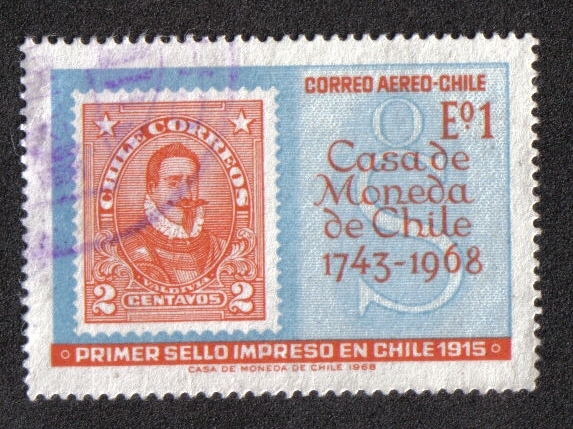 CORREO AEREO-CHILE
Eº1
Casa de
Moneda
de Chile
1743-1968
CHILE CORREOS
VALDIVIA
2 CENTAVOS 2
PRIMER SELLO IMPRESO EN CHILE 1915
CASA DE MONEDA DE CHILE 1968